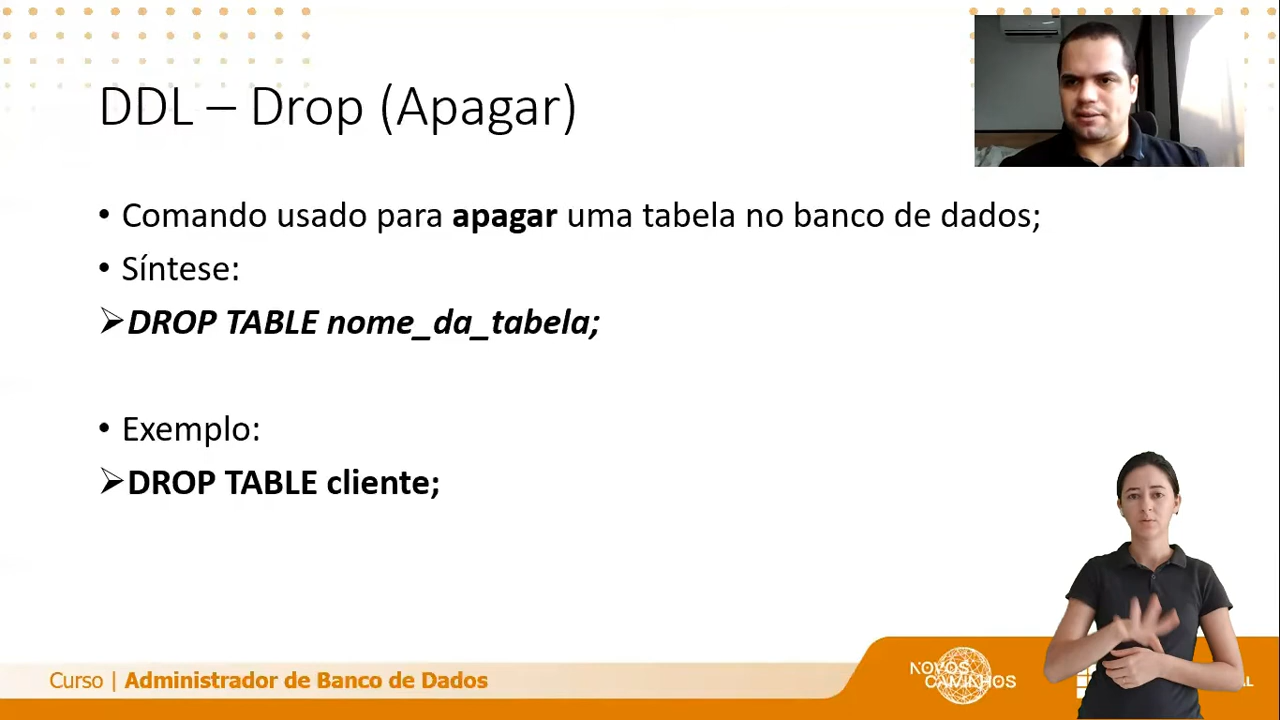 DDL – Drop (Apagar)
• Comando usado para apagar uma tabela no banco de dados;
• Síntese:
➢DROP TABLE nome_da_tabela;
• Exemplo:
➢DROP TABLE cliente;
Curso | Administrador de Banco de Dados
NOVOS
CAMINHOS